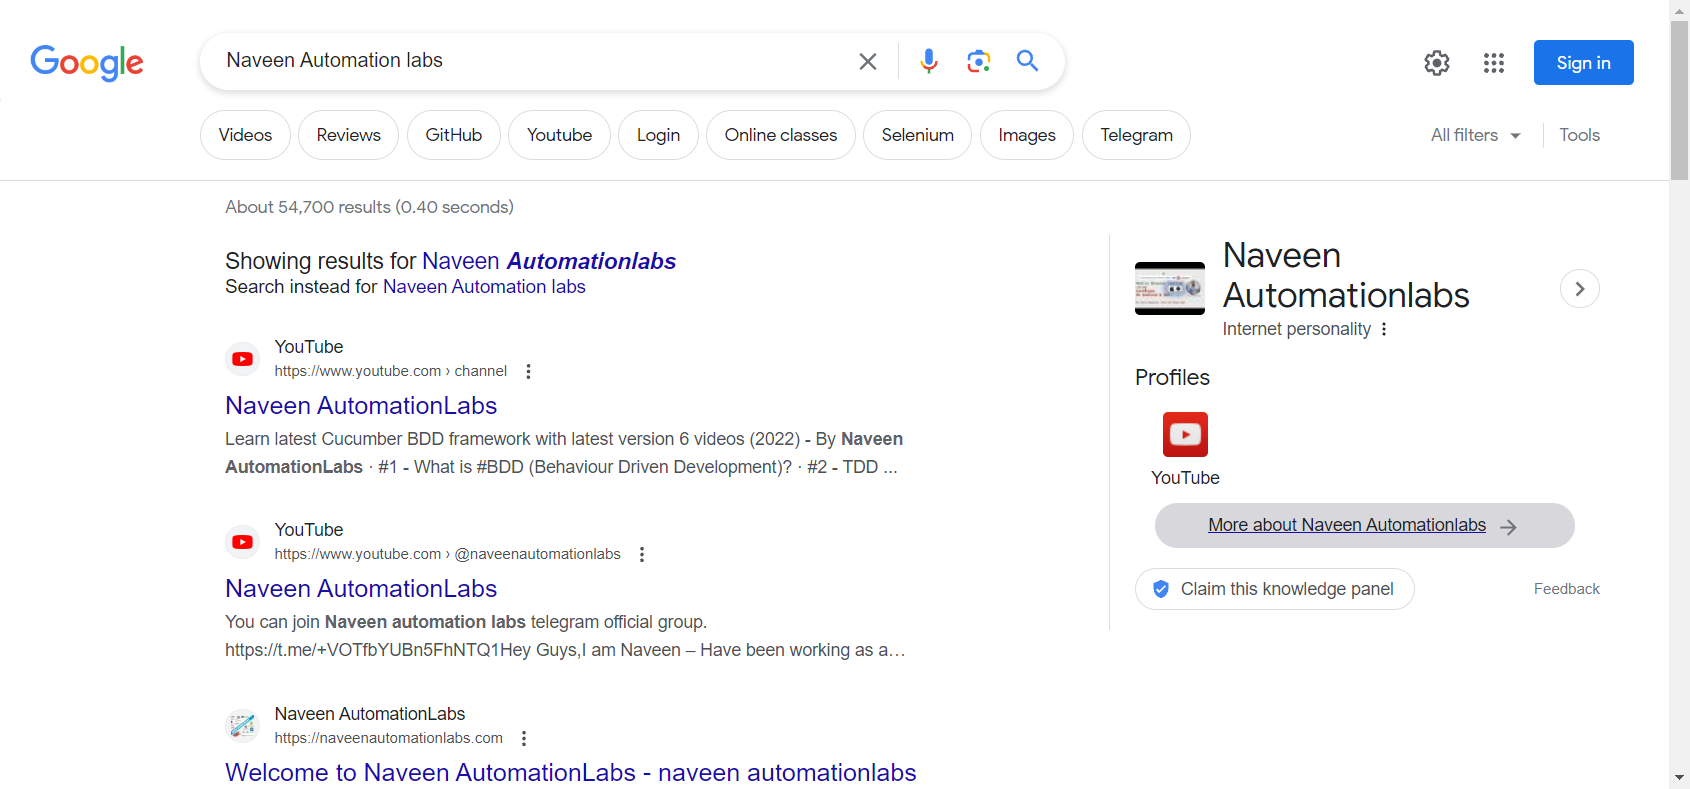 Google
Naveen Automation labs
Sign in
Videos
Reviews
GitHub
Youtube
Login
Online classes
Selenium
Images
Telegram
All filters
Tools
About 54,700 results (0.40 seconds)
Showing results for Naveen Automationlabs
Search instead for Naveen Automation labs
YouTube
https://www.youtube.com › channel
Naveen AutomationLabs
Learn latest Cucumber BDD framework with latest version 6 videos (2022) - By Naveen
AutomationLabs · #1 - What is #BDD (Behaviour Driven Development)? · #2 - TDD ...
YouTube
https://www.youtube.com › @naveenautomationlabs
Naveen AutomationLabs
You can join Naveen automation labs telegram official group.
https://t.me/+VOTfbYUBn5FhNTQ1Hey Guys,I am Naveen – Have been working as a…
Naveen AutomationLabs
https://naveenautomationlabs.com
Welcome to Naveen AutomationLabs - naveen automationlabs
Naveen
Automationlabs
Internet personality
Profiles
YouTube
More about Naveen Automationlabs
Claim this knowledge panel
Feedback